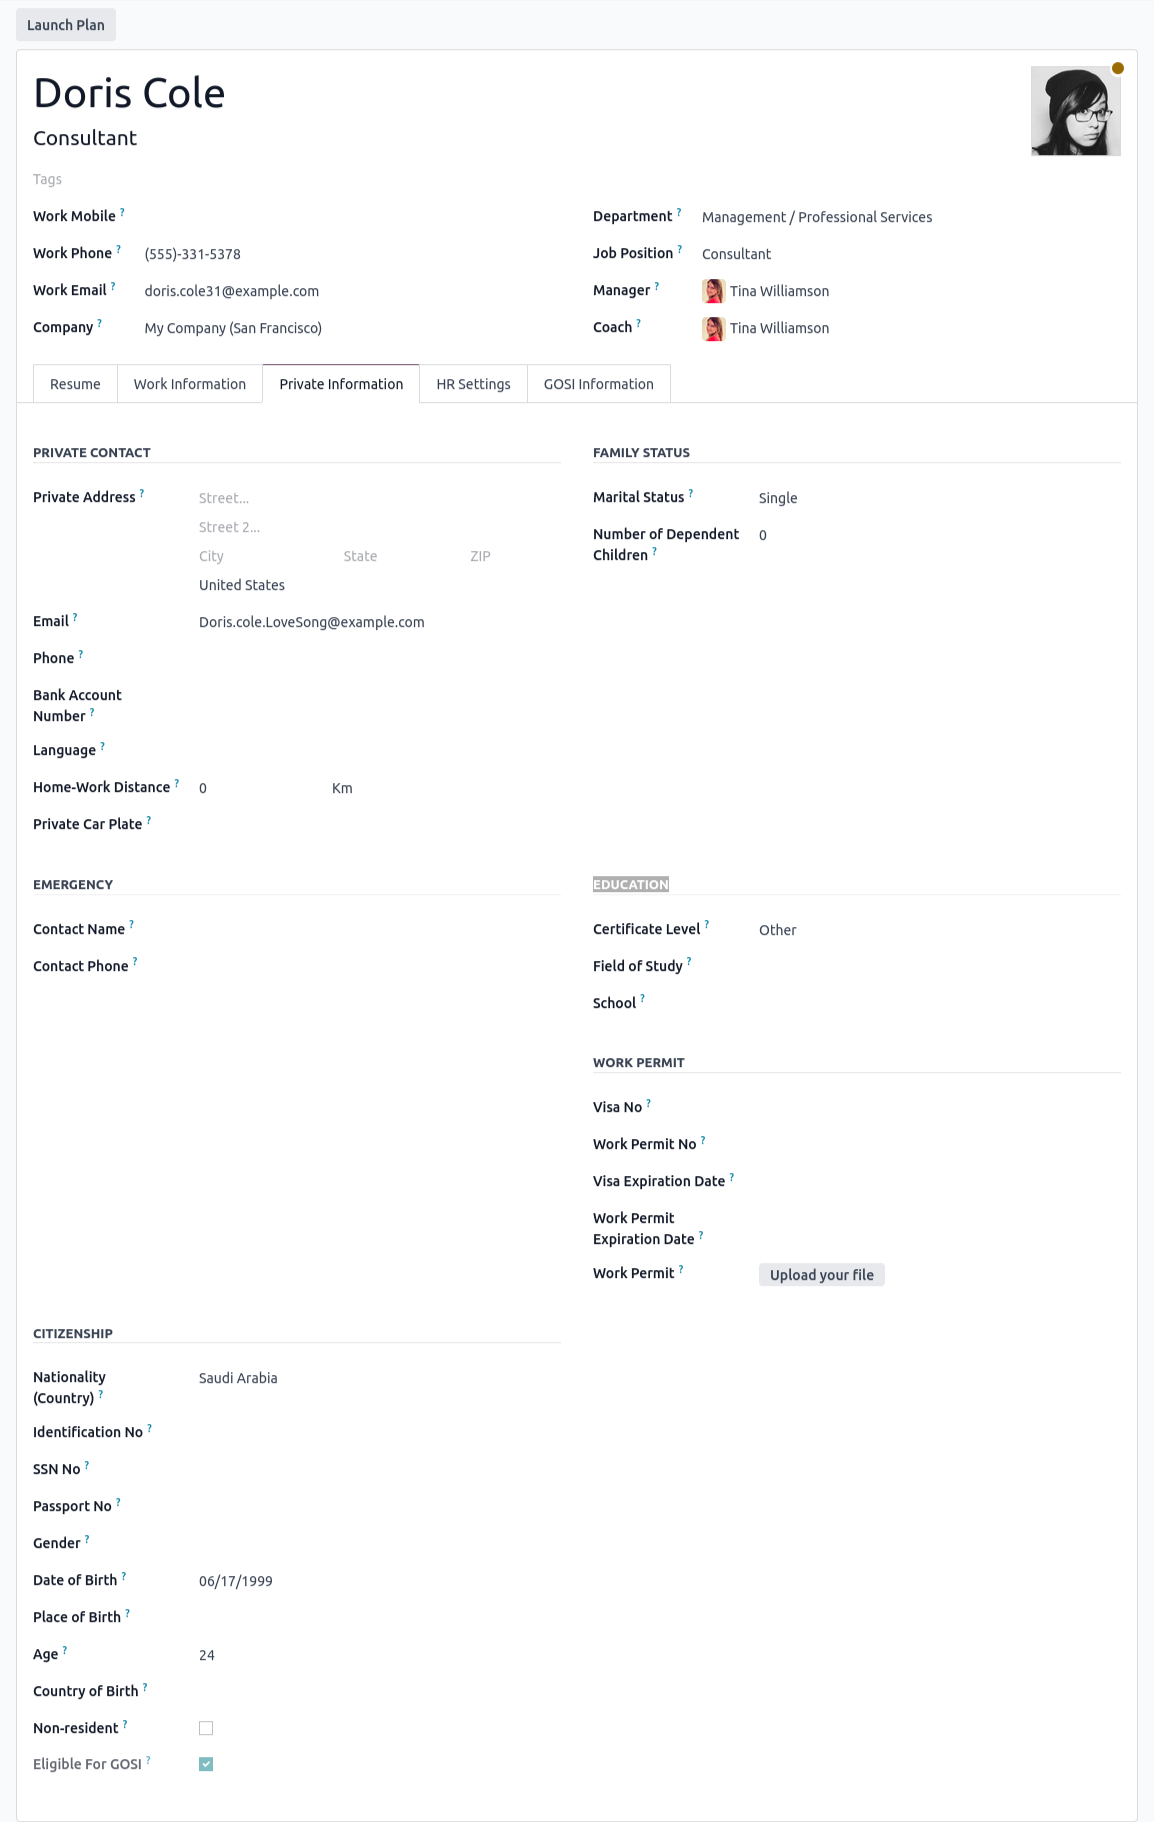 Launch Plan
Doris Cole
Consultant
Tags
Work Mobile ?
Work Phone ? (555)-331-5378
Work Email ? doris.cole31@example.com
Company ? My Company (San Francisco)
Department ? Management / Professional Services
Job Position ? Consultant
Manager ? Tina Williamson
Coach ? Tina Williamson
Resume Work Information Private Information HR Settings GOSI Information
PRIVATE CONTACT
Private Address ? Street...
Street 2...
City State ZIP
United States
Email ? Doris.cole.LoveSong@example.com
Phone ?
Bank Account
Number ?
Language ?
Home-Work Distance ? 0 Km
Private Car Plate ?
FAMILY STATUS
Marital Status ? Single
Number of Dependent 0
Children ?
EMERGENCY
Contact Name ?
Contact Phone ?
EDUCATION
Certificate Level ? Other
Field of Study ?
School ?
WORK PERMIT
Visa No ?
Work Permit No ?
Visa Expiration Date ?
Work Permit
Expiration Date ?
Work Permit ? Upload your file
CITIZENSHIP
Nationality Saudi Arabia
(Country) ?
Identification No ?
SSN No ?
Passport No ?
Gender ?
Date of Birth ? 06/17/1999
Place of Birth ?
Age ? 24
Country of Birth ?
Non-resident ?
Eligible For GOSI ?